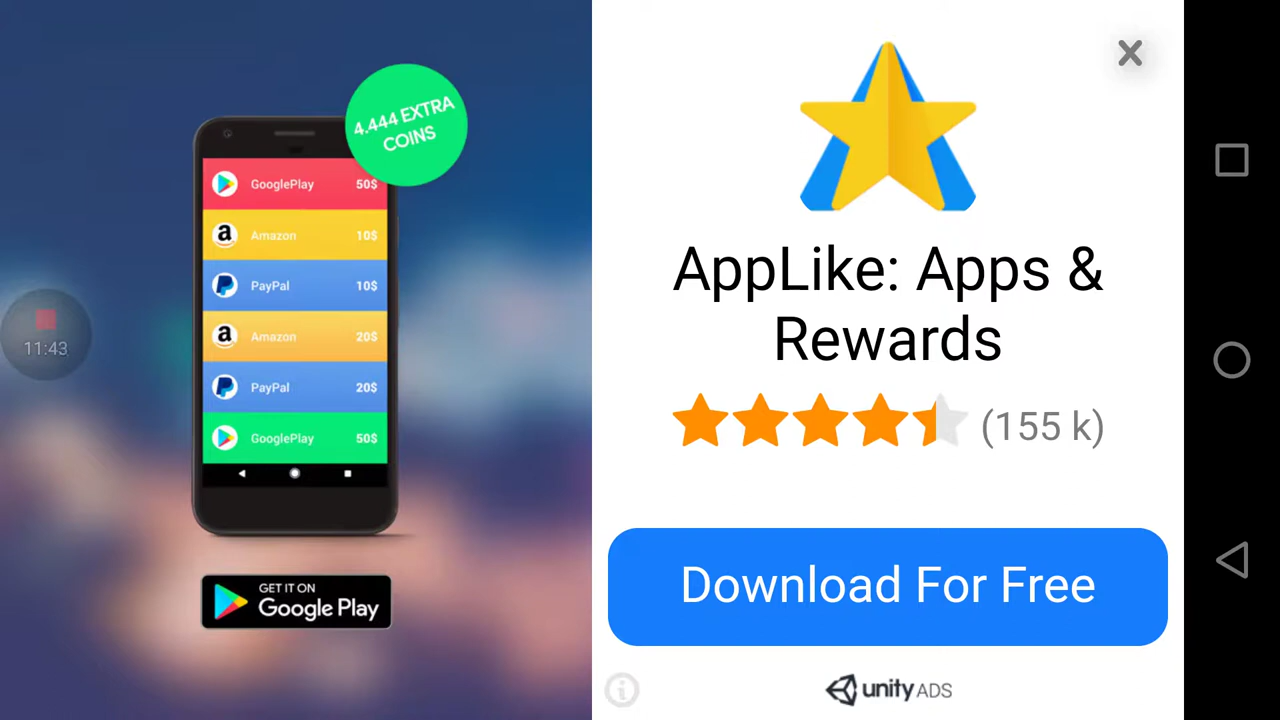 4.444 EXTRA
COINS
GooglePlay 50$
Amazon 10$
PayPal 10$
Amazon 20$
PayPal 20$
GooglePlay 50$
GET IT ON
Google Play
11:43
AppLike: Apps &
Rewards
(155 k)
Download For Free
unity ADS